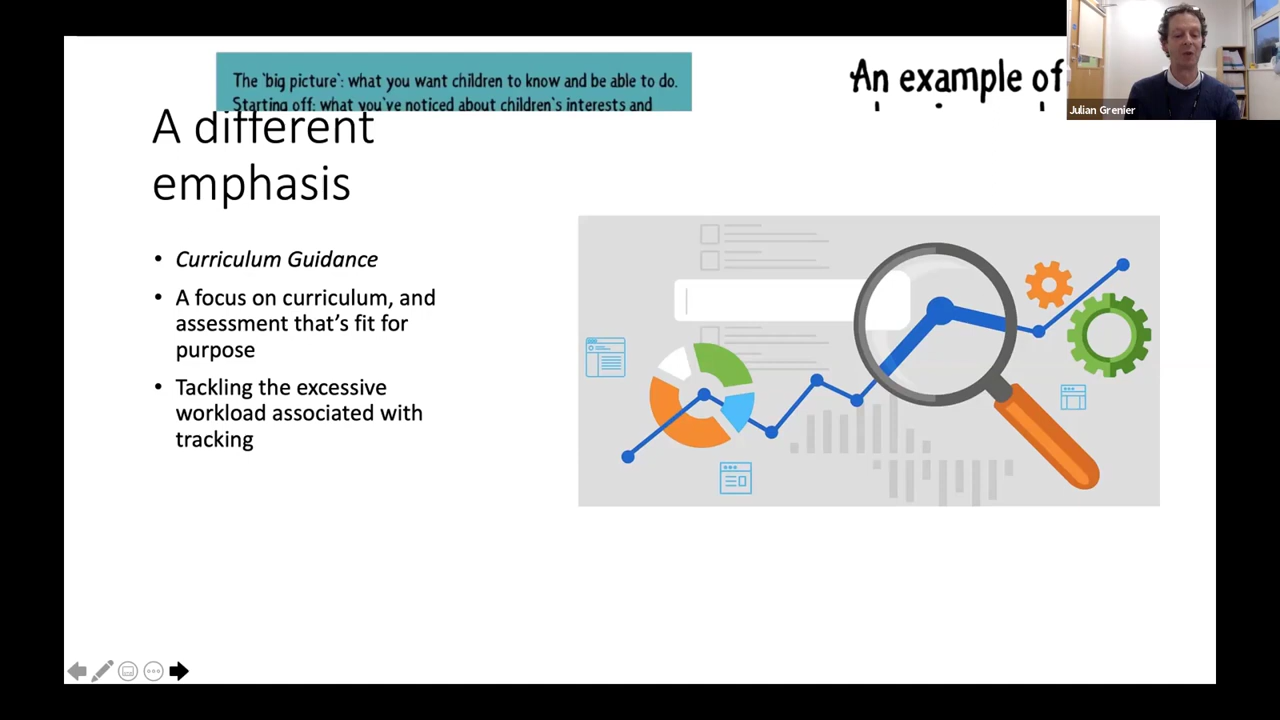 The 'big picture': what you want children to know and be able to do.
Starting off: what you've noticed about children's interests and
An example of
Julian Grenier
A different
emphasis
• Curriculum Guidance
• A focus on curriculum, and
assessment that's fit for
purpose
• Tackling the excessive
workload associated with
tracking